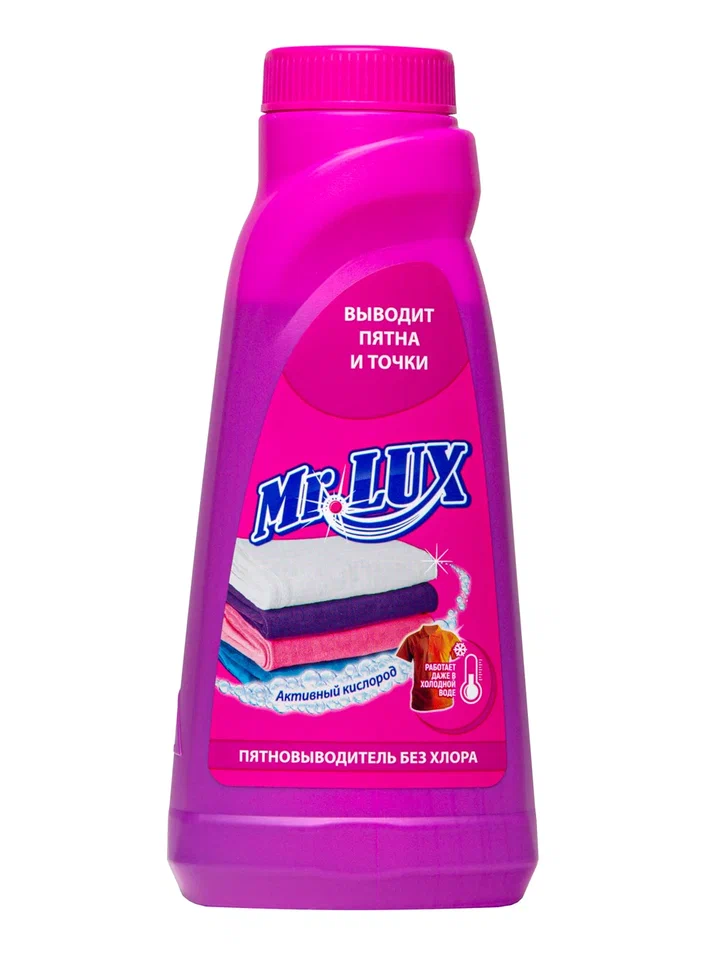 ВЫВОДИТ
ПЯТНА
И ТОЧКИ
Mr. LUX
РАБОТАЕТ
ДАЖЕ В
ХОЛОДНОЙ
ВОДЕ
Активный кислород
ПЯТНОВЫВОДИТЕЛЬ БЕЗ ХЛОРА